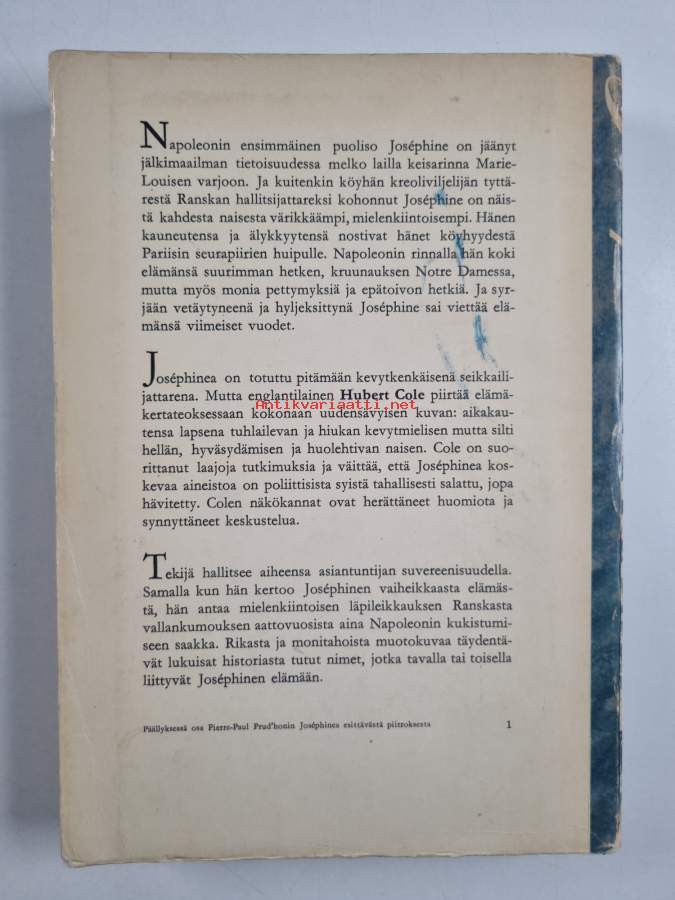 Napoleonin ensimmäinen puoliso Joséphine on jäänyt
jälkimaailman tietoisuudessa melko lailla keisarinna Marie-
Louisen varjoon. Ja kuitenkin köyhän kreoliviljelijän tyttä-
restä Ranskan hallitsijattareksi kohonnut Joséphine on näis-
tä kahdesta naisesta värikkäämpi, mielenkiintoisempi. Hänen
kauneutensa ja älykkyytensä nostivat hänet köyhyydestä
Pariisin seurapiirien huipulle. Napoleonin rinnalla hän koki
elämänsä suurimman hetken, kruunauksen Notre Damessa,
mutta myös monia pettymyksiä ja epätoivon hetkiä. Ja syr-
jään vetäytyneenä ja hyljeksittynä Joséphine sai viettää elä-
mänsä viimeiset vuodet.
Joséphinea on totuttu pitämään kevytkenkäisenä seikkaili-
jattarena. Mutta englantilainen Hubert Cole piirtää elämä-
Antikvariaatti.net
kertateoksessaan kokonaan uudensävyisen kuvan: aikakau-
tensa lapsena tuhlailevan ja hiukan kevytmielisen mutta silti
hellän, hyväsydämisen ja huolehtivan naisen. Cole on suo-
rittanut laajoja tutkimuksia ja väittää, että Joséphinea kos-
kevaa aineistoa on poliittisista syistä tahallisesti salattu, jopa
hävitetty. Colen näkökannat ovat herättäneet huomiota ja
synnyttäneet keskustelua.
Tekijä hallitsee aiheensa asiantuntijan suvereenisuudella.
Samalla kun hän kertoo Joséphinen vaiheikkaasta elämäs-
tä, hän antaa mielenkiintoisen läpileikkauksen Ranskasta
vallankumouksen aattovuosista aina Napoleonin kukistumi-
seen saakka. Rikasta ja monitahoista muotokuvaa täydentä-
vät lukuisat historiasta tutut nimet, jotka tavalla tai toisella
liittyvät Joséphinen elämään.
Päällyksessä osa Pierre-Paul Prud'honin Joséphinea esittävästä piirroksesta 1